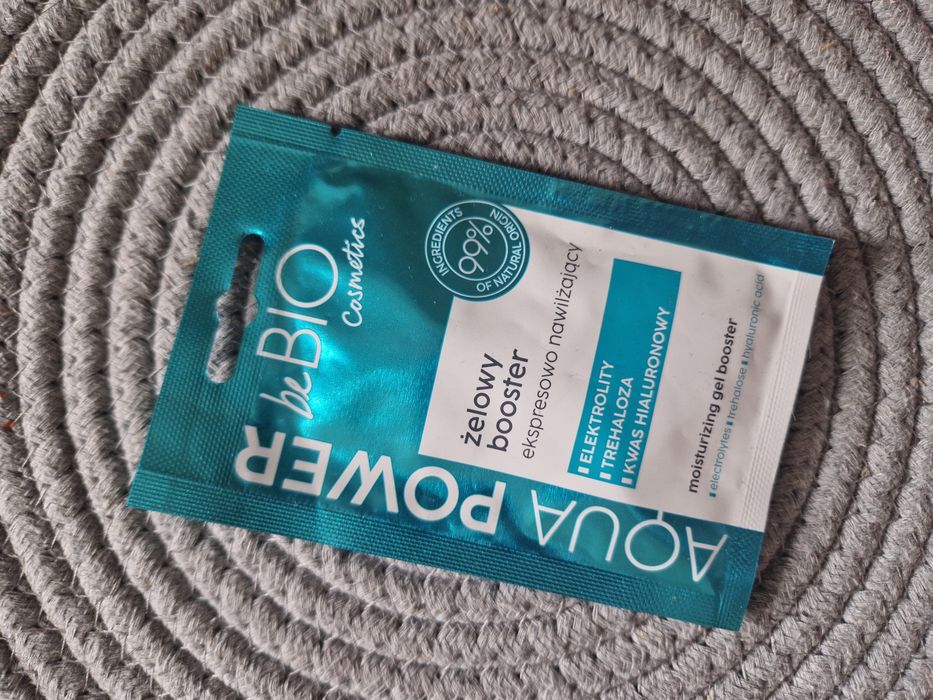 beBIO
Cosmetics
INGREDIENTS
99%
OF NATURAL ORIGIN
AQUA POWER
żelowy
booster
ekspresowo nawilżający
ELEKTROLITY
TREHALOZA
KWAS HIALURONOWY
moisturizing gel booster
electrolytes trehalose hyaluronic acid